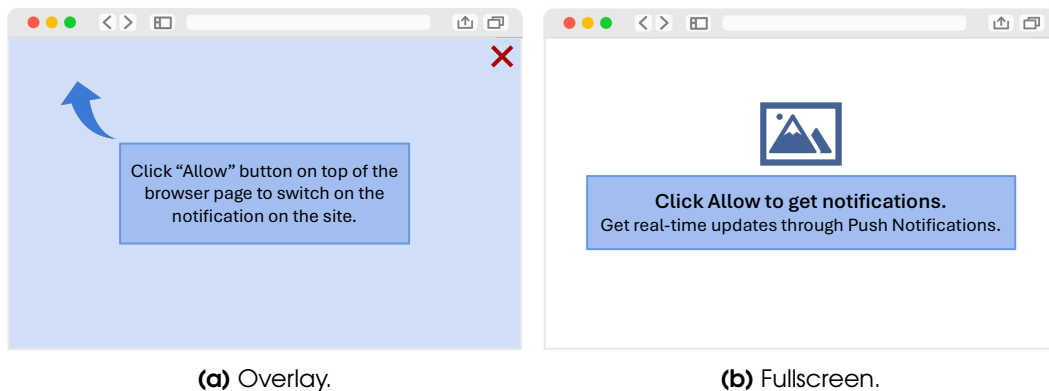 Click “Allow” button on top of the
browser page to switch on the
notification on the site.
Click Allow to get notifications.
Get real-time updates through Push Notifications.
(a) Overlay.
(b) Fullscreen.